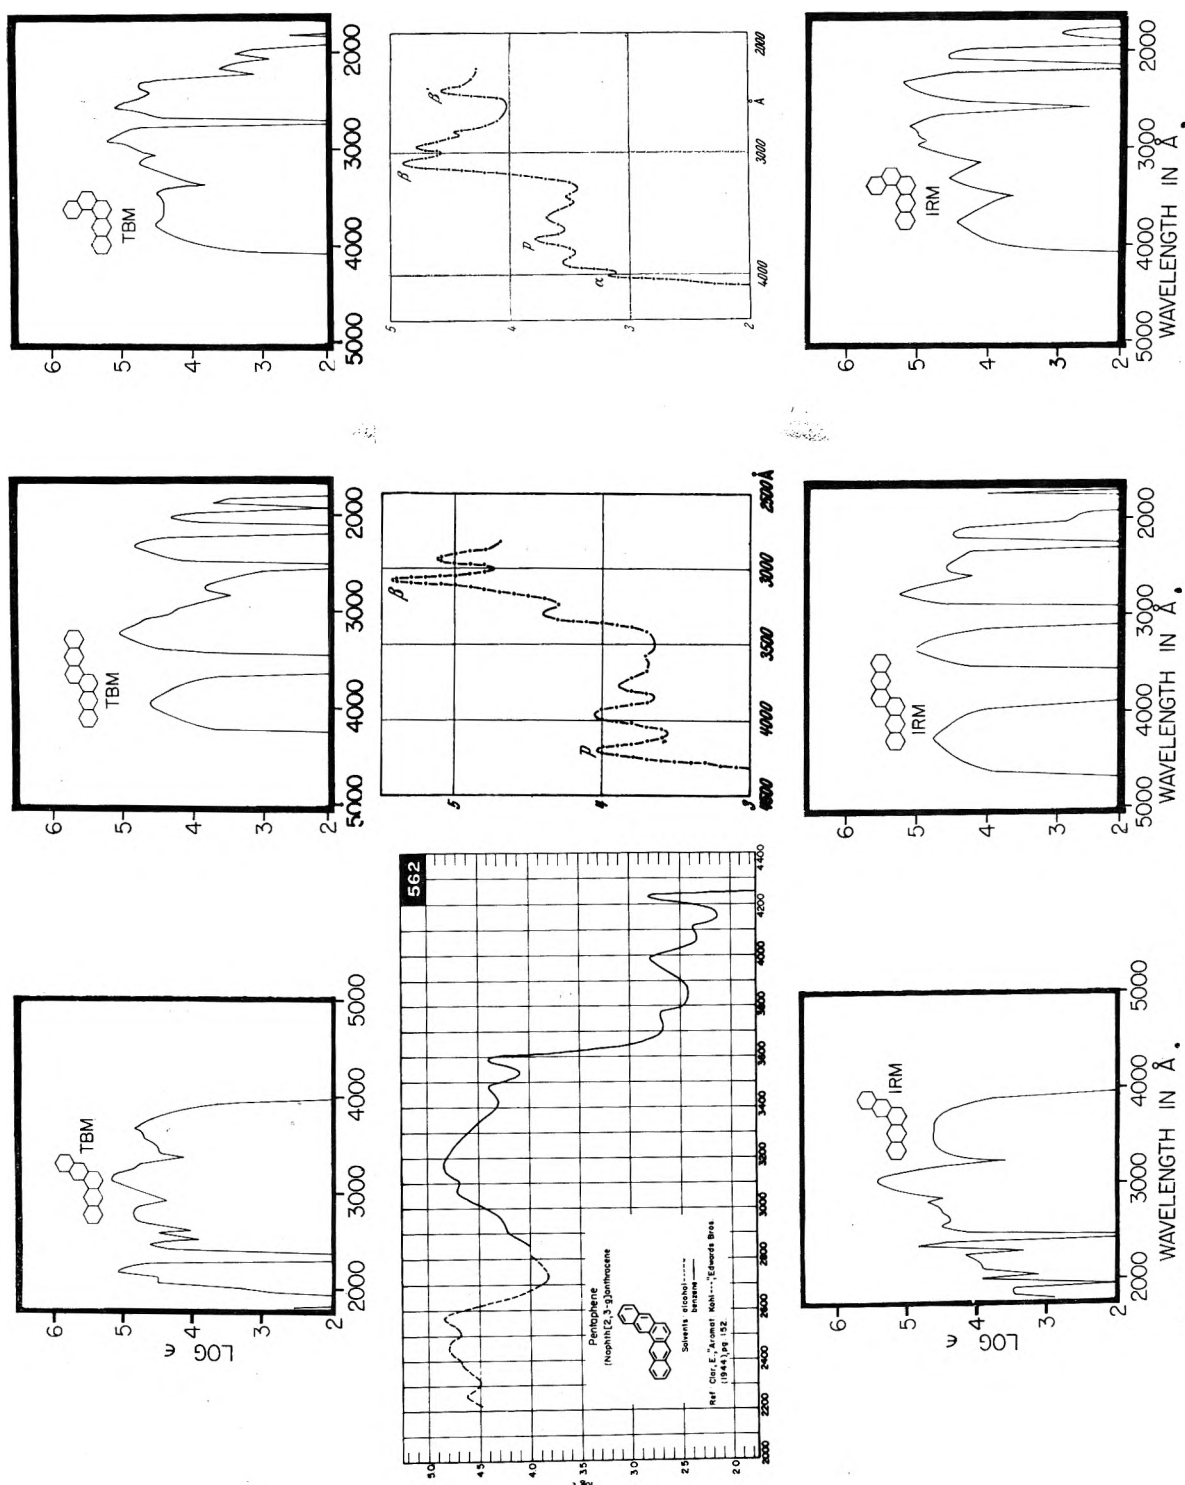 LOG ε
6
5
4
3
2
2000 3000 4000 5000
TBM
6
5
4
3
2
5000 4000 3000 2000
TBM
6
5
4
3
2
5000 4000 3000 2000
TBM
562
5.0
4.5
4.0
3.5
3.0
2.5
2.0
Pentaphene
(Naphth[2,3-g]anthracene
Solvents: alcohol-----
benzene
Ref Clar, E, "Aromat Kohl---", Edwards Bros
(1944), pg 152
2000 2200 2400 2600 2800 3000 3200 3400 3600 3800 4000 4200 4400
5
4
3
p β
4500 4000 3500 3000 2500 Å
5
4
3
2
α p β β'
4000 3000 Å 2000
LOG ε
6
5
4
3
2
IRM
2000 3000 4000 5000
WAVELENGTH IN Å.
6
5
4
3
2
IRM
5000 4000 3000 2000
WAVELENGTH IN Å.
6
5
4
3
2
IRM
5000 4000 3000 2000
WAVELENGTH IN Å.